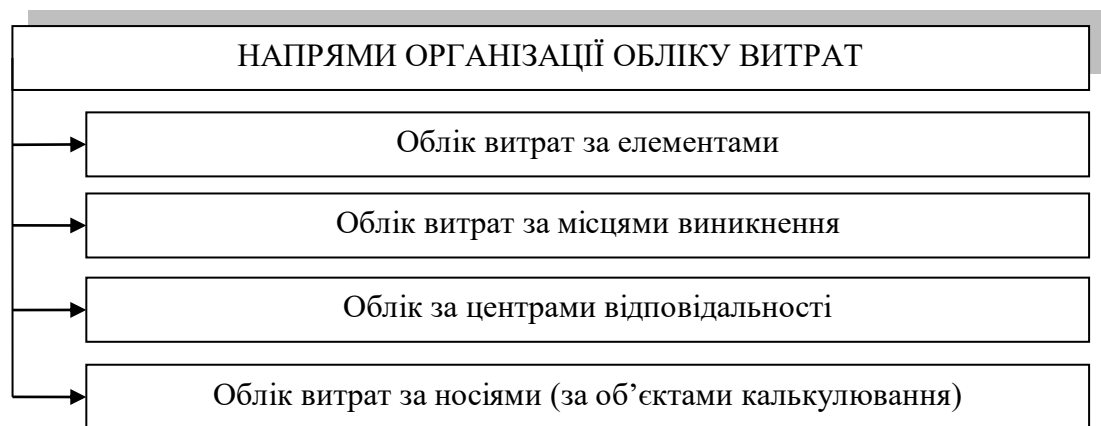 НАПРЯМИ ОРГАНІЗАЦІЇ ОБЛІКУ ВИТРАТ
Облік витрат за елементами
Облік витрат за місцями виникнення
Облік за центрами відповідальності
Облік витрат за носіями (за об’єктами калькулювання)